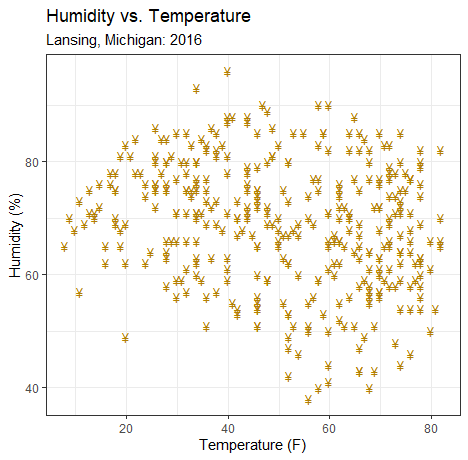 Humidity vs. Temperature
Lansing, Michigan: 2016
Humidity (%)
80
60
40
20
40
60
80
Temperature (F)